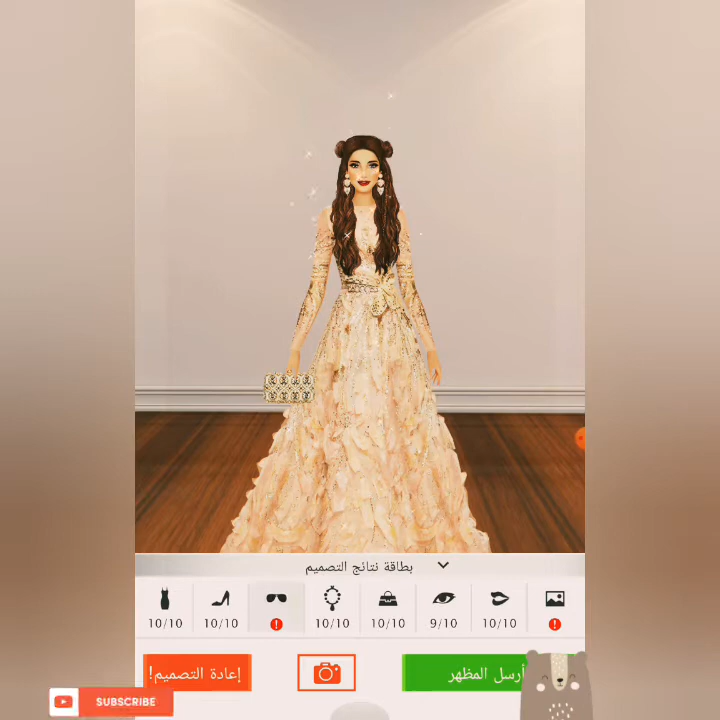 بطاقة نتائج التصميم
10/10 10/10 ! 10/10 10/10 9/10 10/10 !
إعادة التصميم! أرسل المظهر
SUBSCRIBE